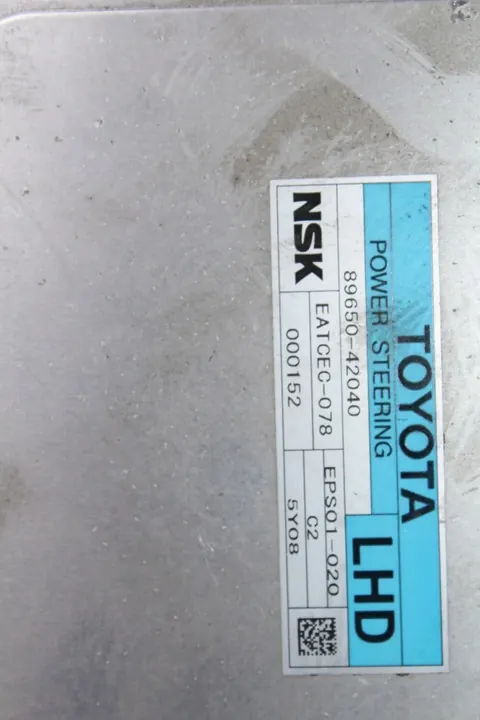 TOYOTA
POWER STEERING
LHD
89650-42040
NSK
EATCEC-078
EPS01-020
000152
C2
5Y08